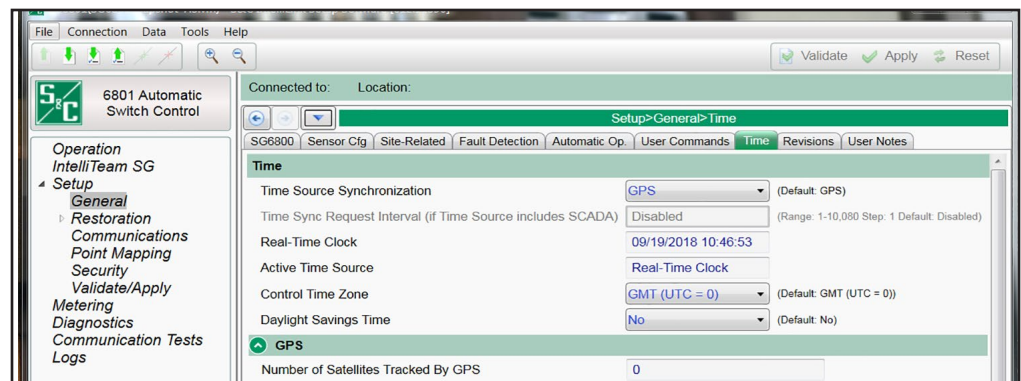 File Connection Data Tools Help
Validate Apply Reset
S&C
6801 Automatic
Switch Control
Connected to: Location:
Setup>General>Time
SG6800 Sensor Cfg Site-Related Fault Detection Automatic Op. User Commands Time Revisions User Notes
Operation
IntelliTeam SG
Setup
General
Restoration
Communications
Point Mapping
Security
Validate/Apply
Metering
Diagnostics
Communication Tests
Logs
Time
Time Source Synchronization GPS (Default: GPS)
Time Sync Request Interval (if Time Source includes SCADA) Disabled (Range: 1-10,080 Step: 1 Default: Disabled)
Real-Time Clock 09/19/2018 10:46:53
Active Time Source Real-Time Clock
Control Time Zone GMT (UTC = 0) (Default: GMT (UTC = 0))
Daylight Savings Time No (Default: No)
GPS
Number of Satellites Tracked By GPS 0